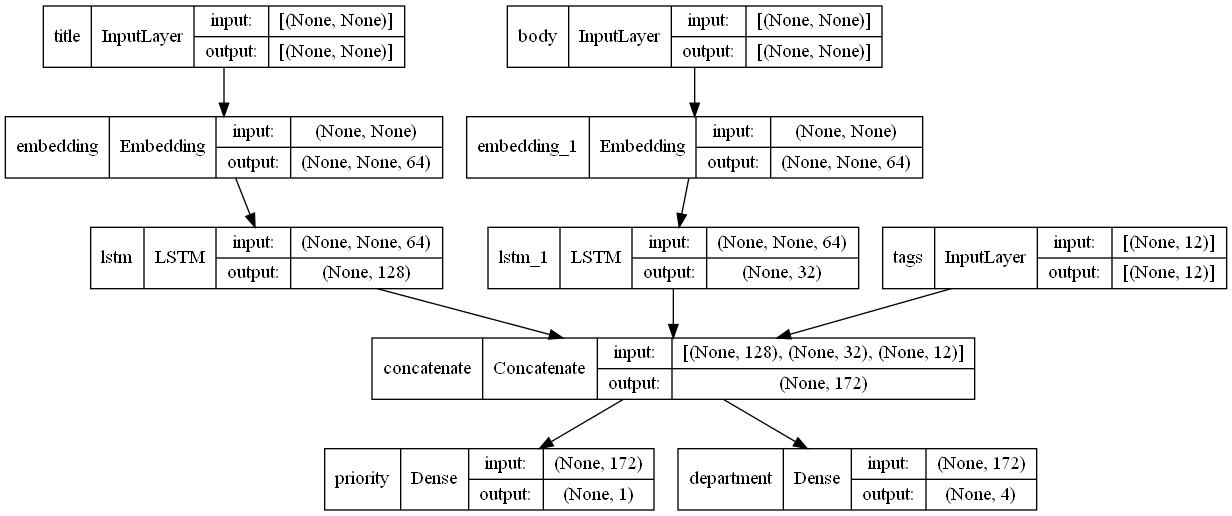 title InputLayer input: [(None, None)]
output: [(None, None)]
body InputLayer input: [(None, None)]
output: [(None, None)]
embedding Embedding input: (None, None)
output: (None, None, 64)
embedding_1 Embedding input: (None, None)
output: (None, None, 64)
lstm LSTM input: (None, None, 64)
output: (None, 128)
lstm_1 LSTM input: (None, None, 64)
output: (None, 32)
tags InputLayer input: [(None, 12)]
output: [(None, 12)]
concatenate Concatenate input: [(None, 128), (None, 32), (None, 12)]
output: (None, 172)
priority Dense input: (None, 172)
output: (None, 1)
department Dense input: (None, 172)
output: (None, 4)